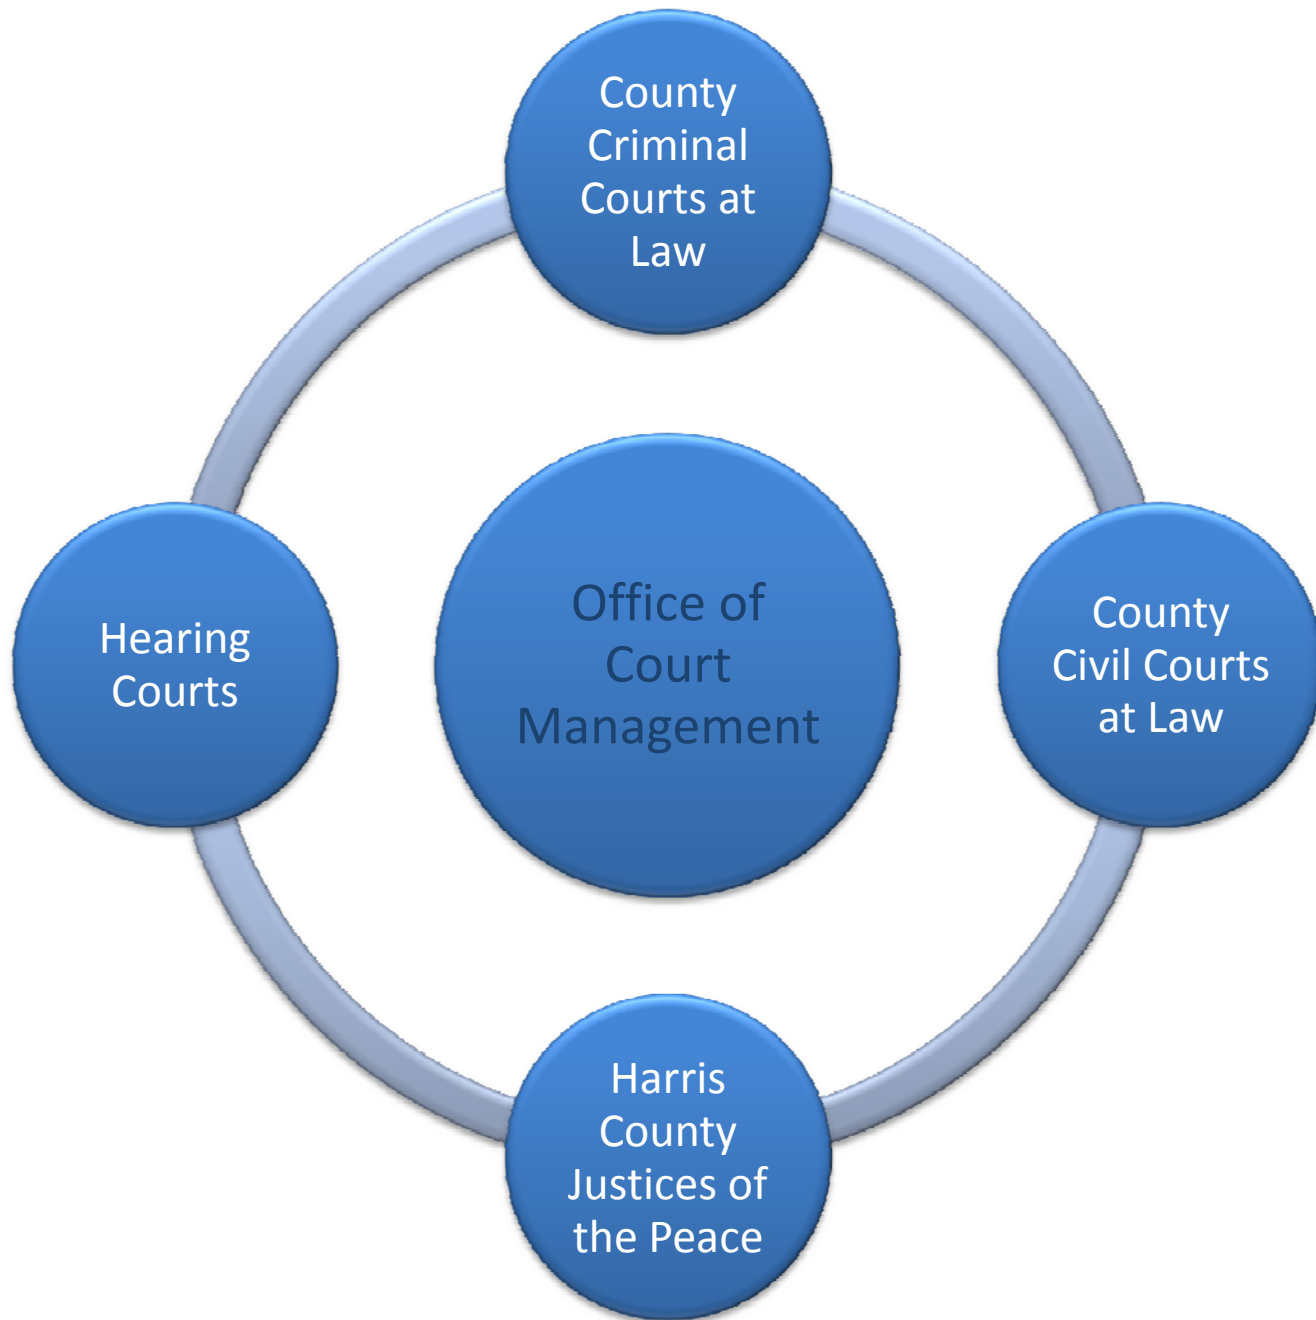 County
Criminal
Courts at
Law
Hearing
Courts
Office of
Court
Management
County
Civil Courts
at Law
Harris
County
Justices of
the Peace